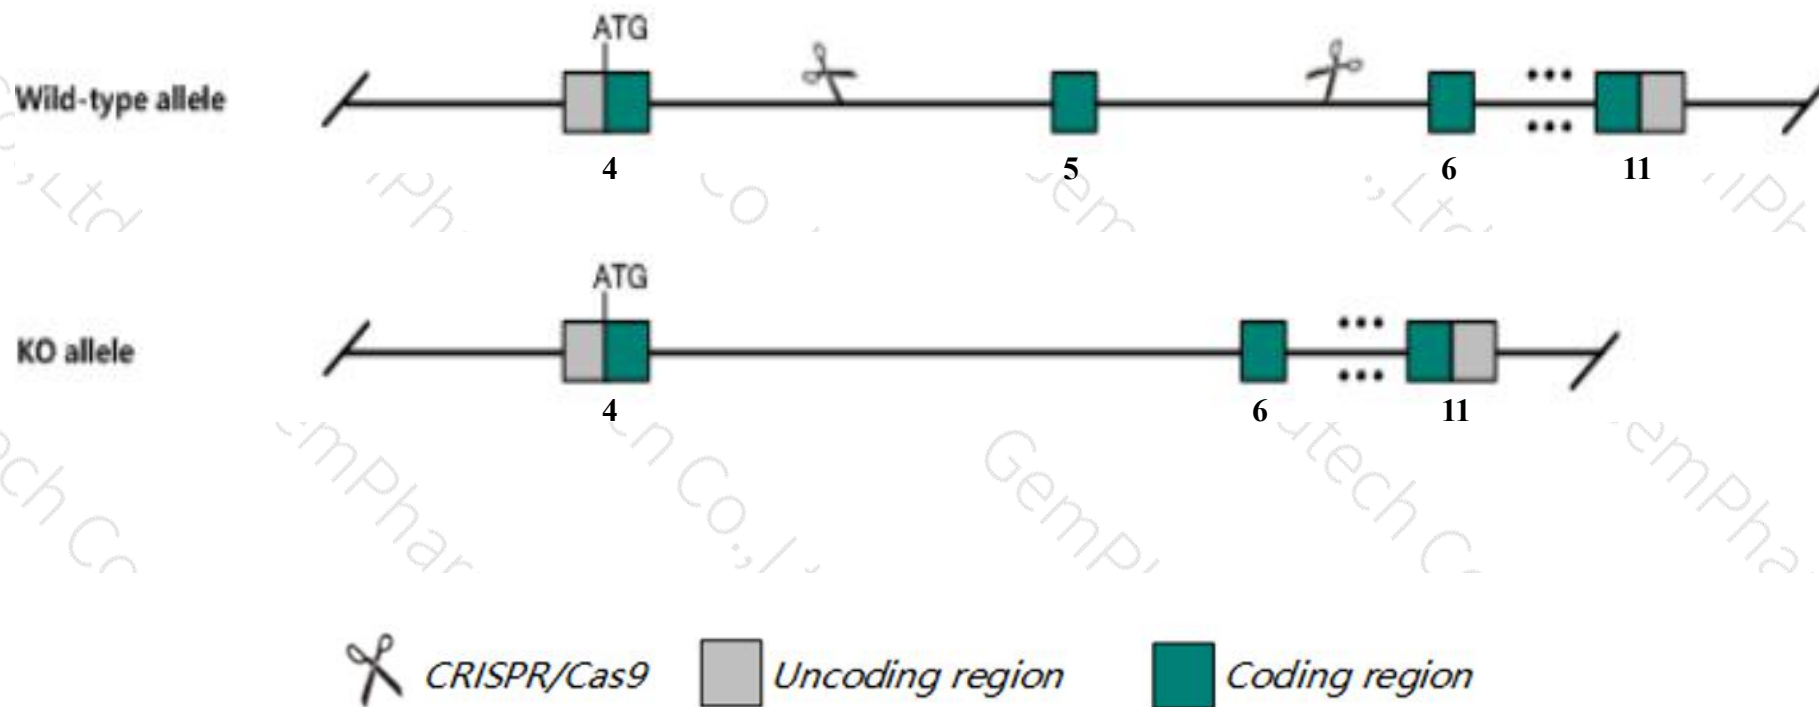 ATG
Wild-type allele
4 5 6 11
ATG
KO allele
4 6 11
CRISPR/Cas9 Uncoding region Coding region
GemPh